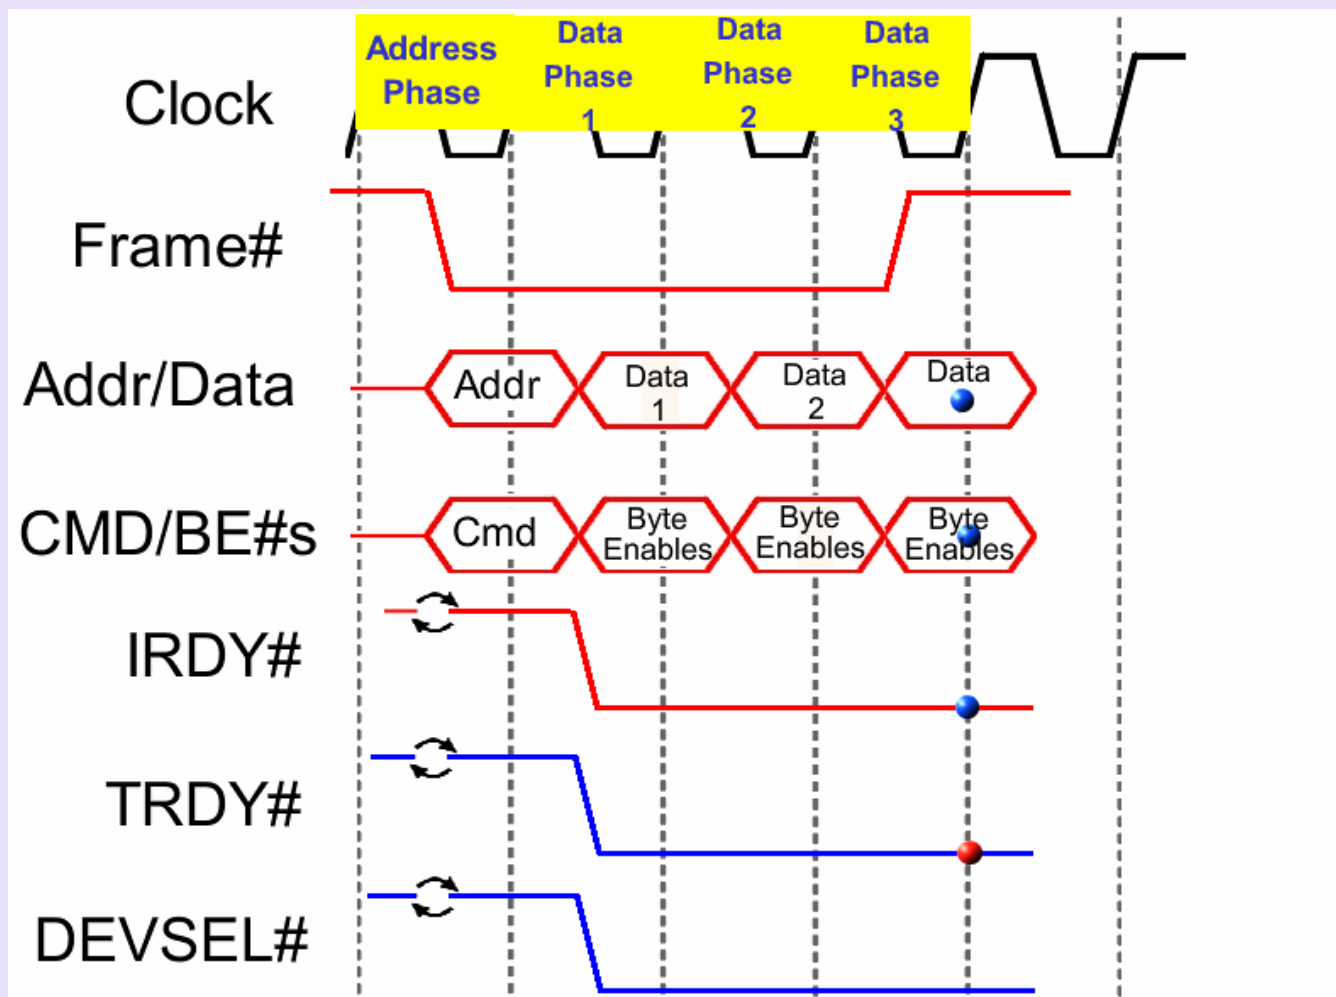 Address
Phase
Data
Phase
1
Data
Phase
2
Data
Phase
3
Clock
Frame#
Addr/Data
Addr
Data
1
Data
2
Data
CMD/BE#s
Cmd
Byte
Enables
Byte
Enables
Byte
Enables
IRDY#
TRDY#
DEVSEL#